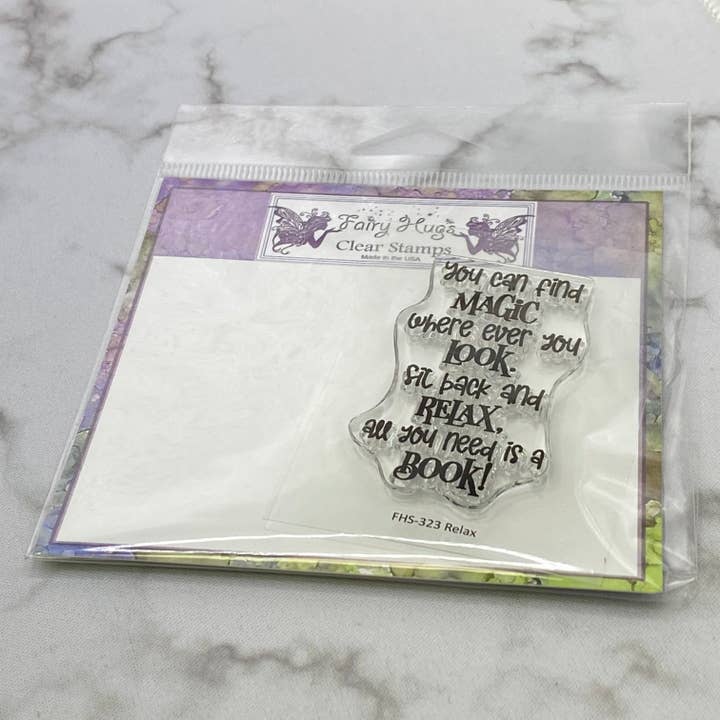 Fairy Hugs
Clear Stamps
Made in the USA
you can find
MAGIC
where ever you
LOOK.
Sit back and
RELAX,
all you need is a
BOOK!
FHS-323 Relax